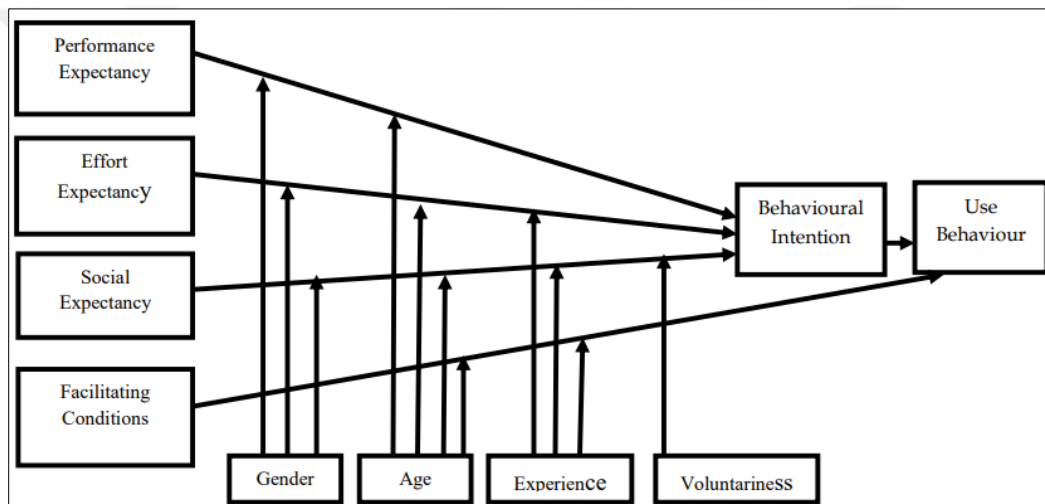 Performance
Expectancy
Effort
Expectancy
Social
Expectancy
Facilitating
Conditions
Behavioural
Intention
Use
Behaviour
Gender
Age
Experience
Voluntariness